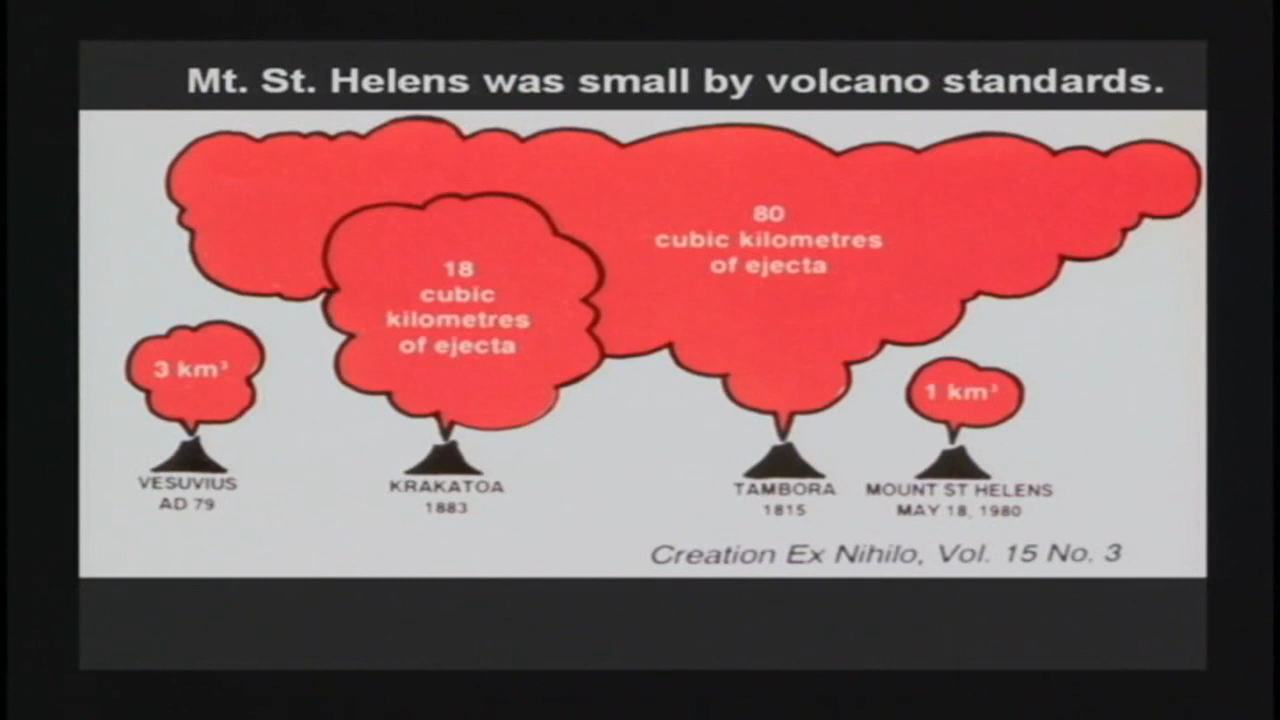 Mt. St. Helens was small by volcano standards.
80
cubic kilometres
of ejecta
18
cubic
kilometres
of ejecta
3 km³
1 km³
VESUVIUS
AD 79
KRAKATOA
1883
TAMBORA
1815
MOUNT ST HELENS
MAY 18, 1980
Creation Ex Nihilo, Vol. 15 No. 3